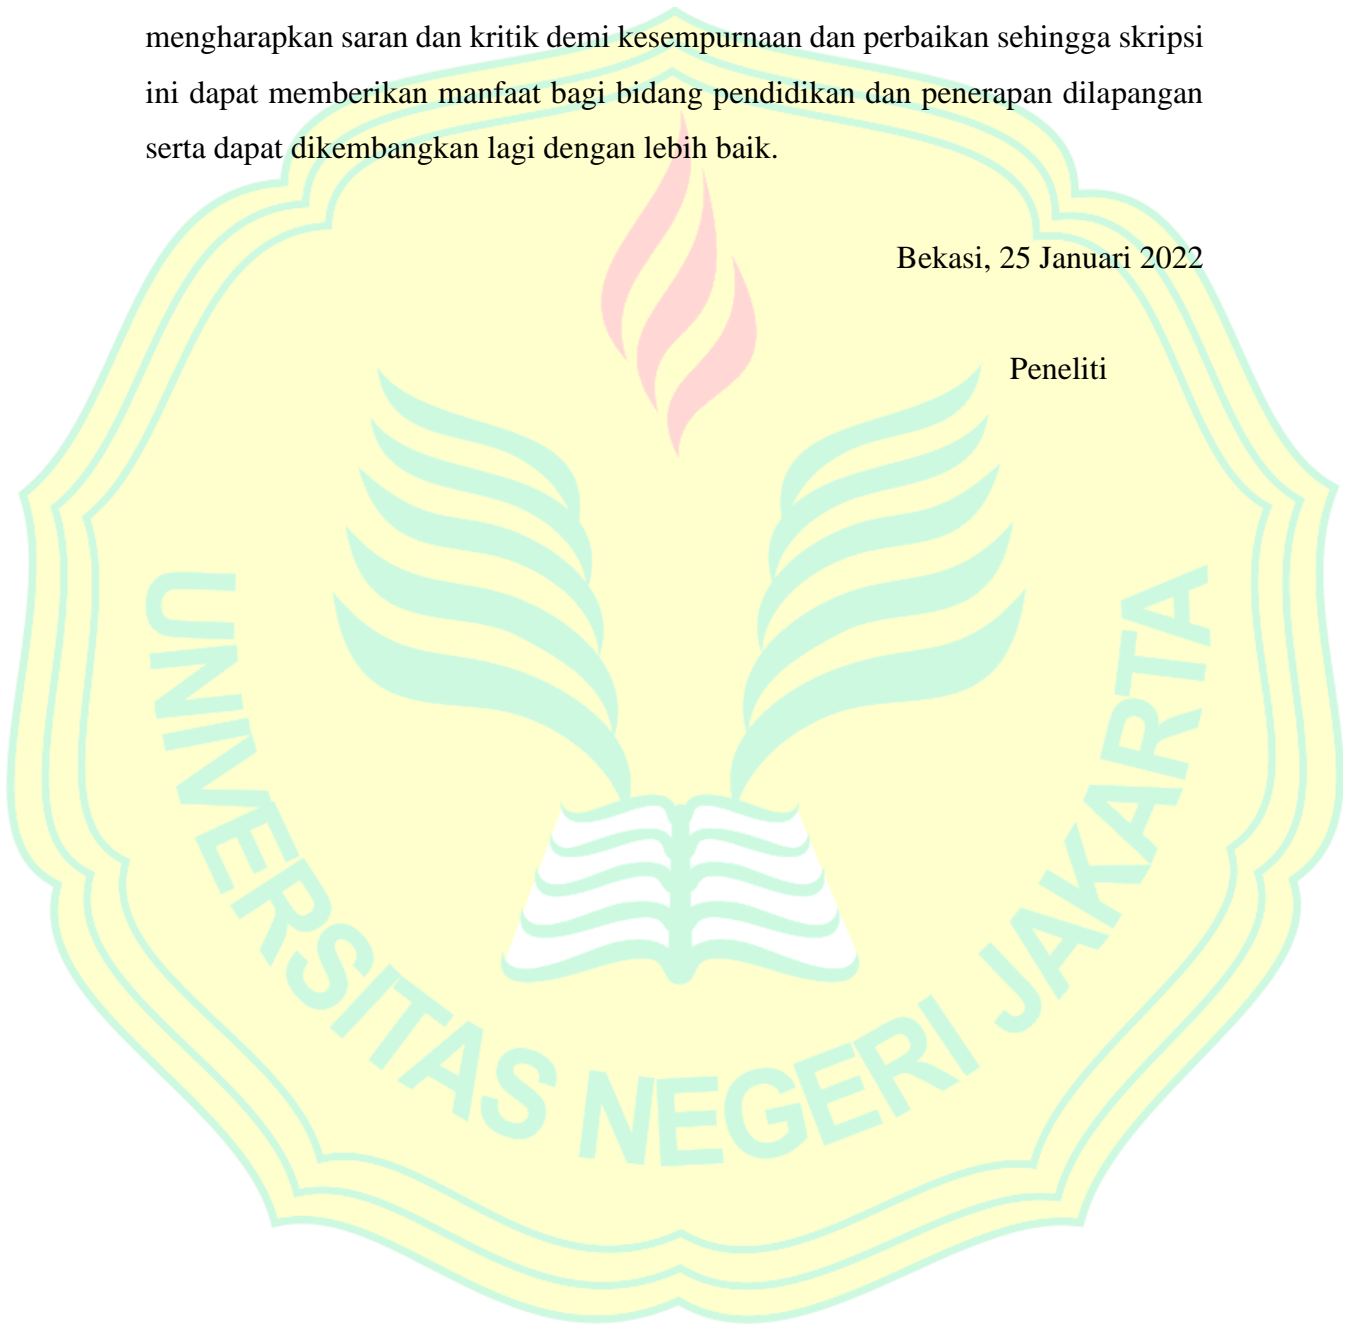 mengharapkan saran dan kritik demi kesempurnaan dan perbaikan sehingga skripsi
ini dapat memberikan manfaat bagi bidang pendidikan dan penerapan dilapangan
serta dapat dikembangkan lagi dengan lebih baik.
Bekasi, 25 Januari 2022
Peneliti
UNIVERSITAS NEGERI JAKARTA